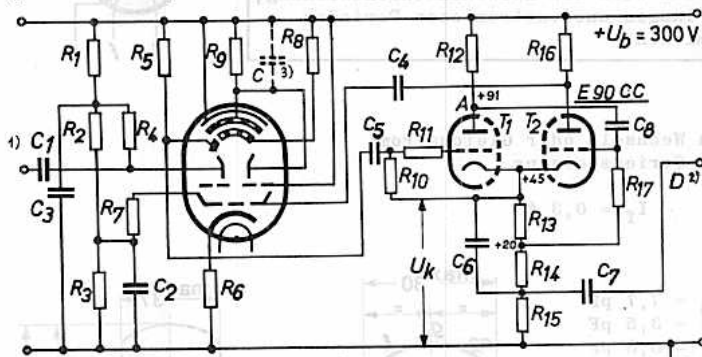 R1
R5
R9
C 3)
R8
R12
R16
+Ub = 300 V
C4
+91
A
T1
T2
E 90 CC
R2
R4
1) C1
C5
R11
C8
C3
R10
+45
R17
D 2)
R7
R13
C6
+20
R3
C2
R6
Uk
R14
C7
R15